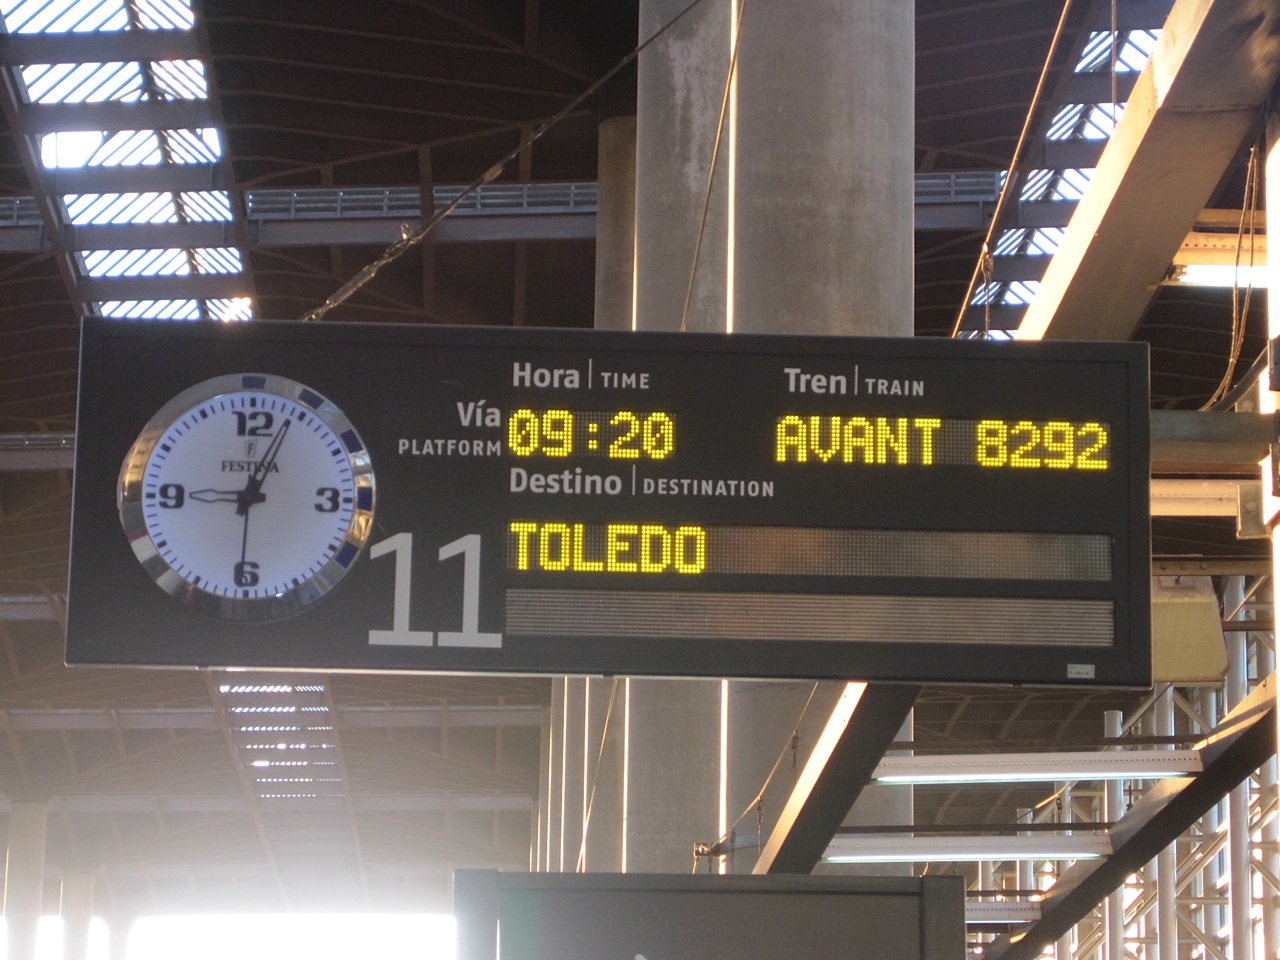 Hora | TIME
Tren | TRAIN
Vía
PLATFORM
09:20
AVANT 8292
Destino | DESTINATION
TOLEDO
11
12
F
FESTINA
9
3
6